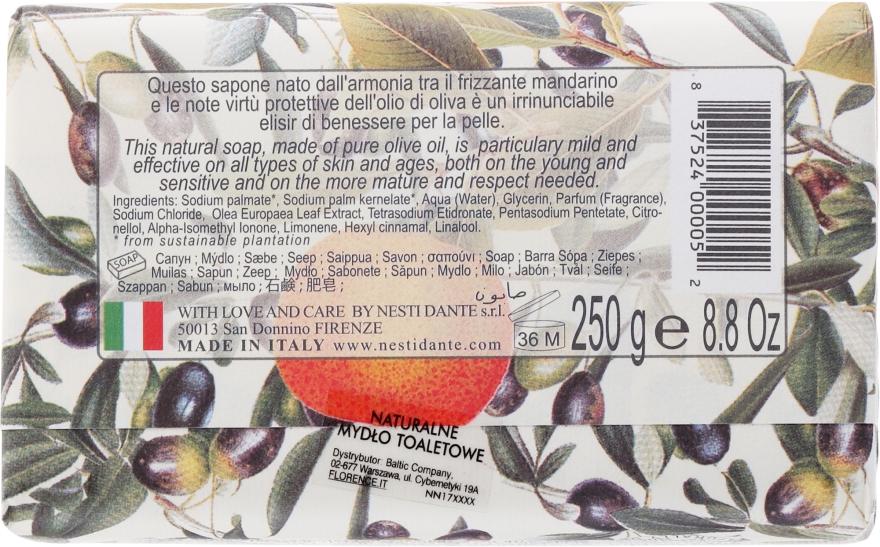 Questo sapone nato dall'armonia tra il frizzante mandarino
e le note virtù protettive dell'olio di oliva è un irrinunciabile
elisir di benessere per la pelle.
This natural soap, made of pure olive oil, is particulary mild and
effective on all types of skin and ages, both on the young and
sensitive and on the more mature and respect needed.
Ingredients: Sodium palmate*, Sodium palm kernelate*, Aqua (Water), Glycerin, Parfum (Fragrance),
Sodium Chloride, Olea Europaea Leaf Extract, Tetrasodium Etidronate, Pentasodium Pentetate, Citro-
nellol, Alpha-Isomethyl Ionone, Limonene, Hexyl cinnamal, Linalool.
* from sustainable plantation
SOAP
Сапун ; Mýdlo ; Sæbe ; Seep ; Saippua ; Savon ; σαπούνι ; Soap ; Barra Sópa ; Ziepes ;
Muilas ; Sapun ; Zeep ; Mydło ; Sabonete ; Săpun ; Mydlo ; Milo ; Jabón ; Tvål ; Seife ;
Szappan ; Sabun ; мыло ; 石鹸 ; 肥皂 ;
صابون
WITH LOVE AND CARE BY NESTI DANTE s.r.l.
50013 San Donnino FIRENZE
MADE IN ITALY www.nestidante.com
36 M
250 g e 8.8 Oz
8 37524 00005 2
NATURALNE
MYDŁO TOALETOWE
Dystrybutor Baltic Company,
02-677 Warszawa, ul. Cybernetyki 19A
FLORENCE.IT
NN17XXXX